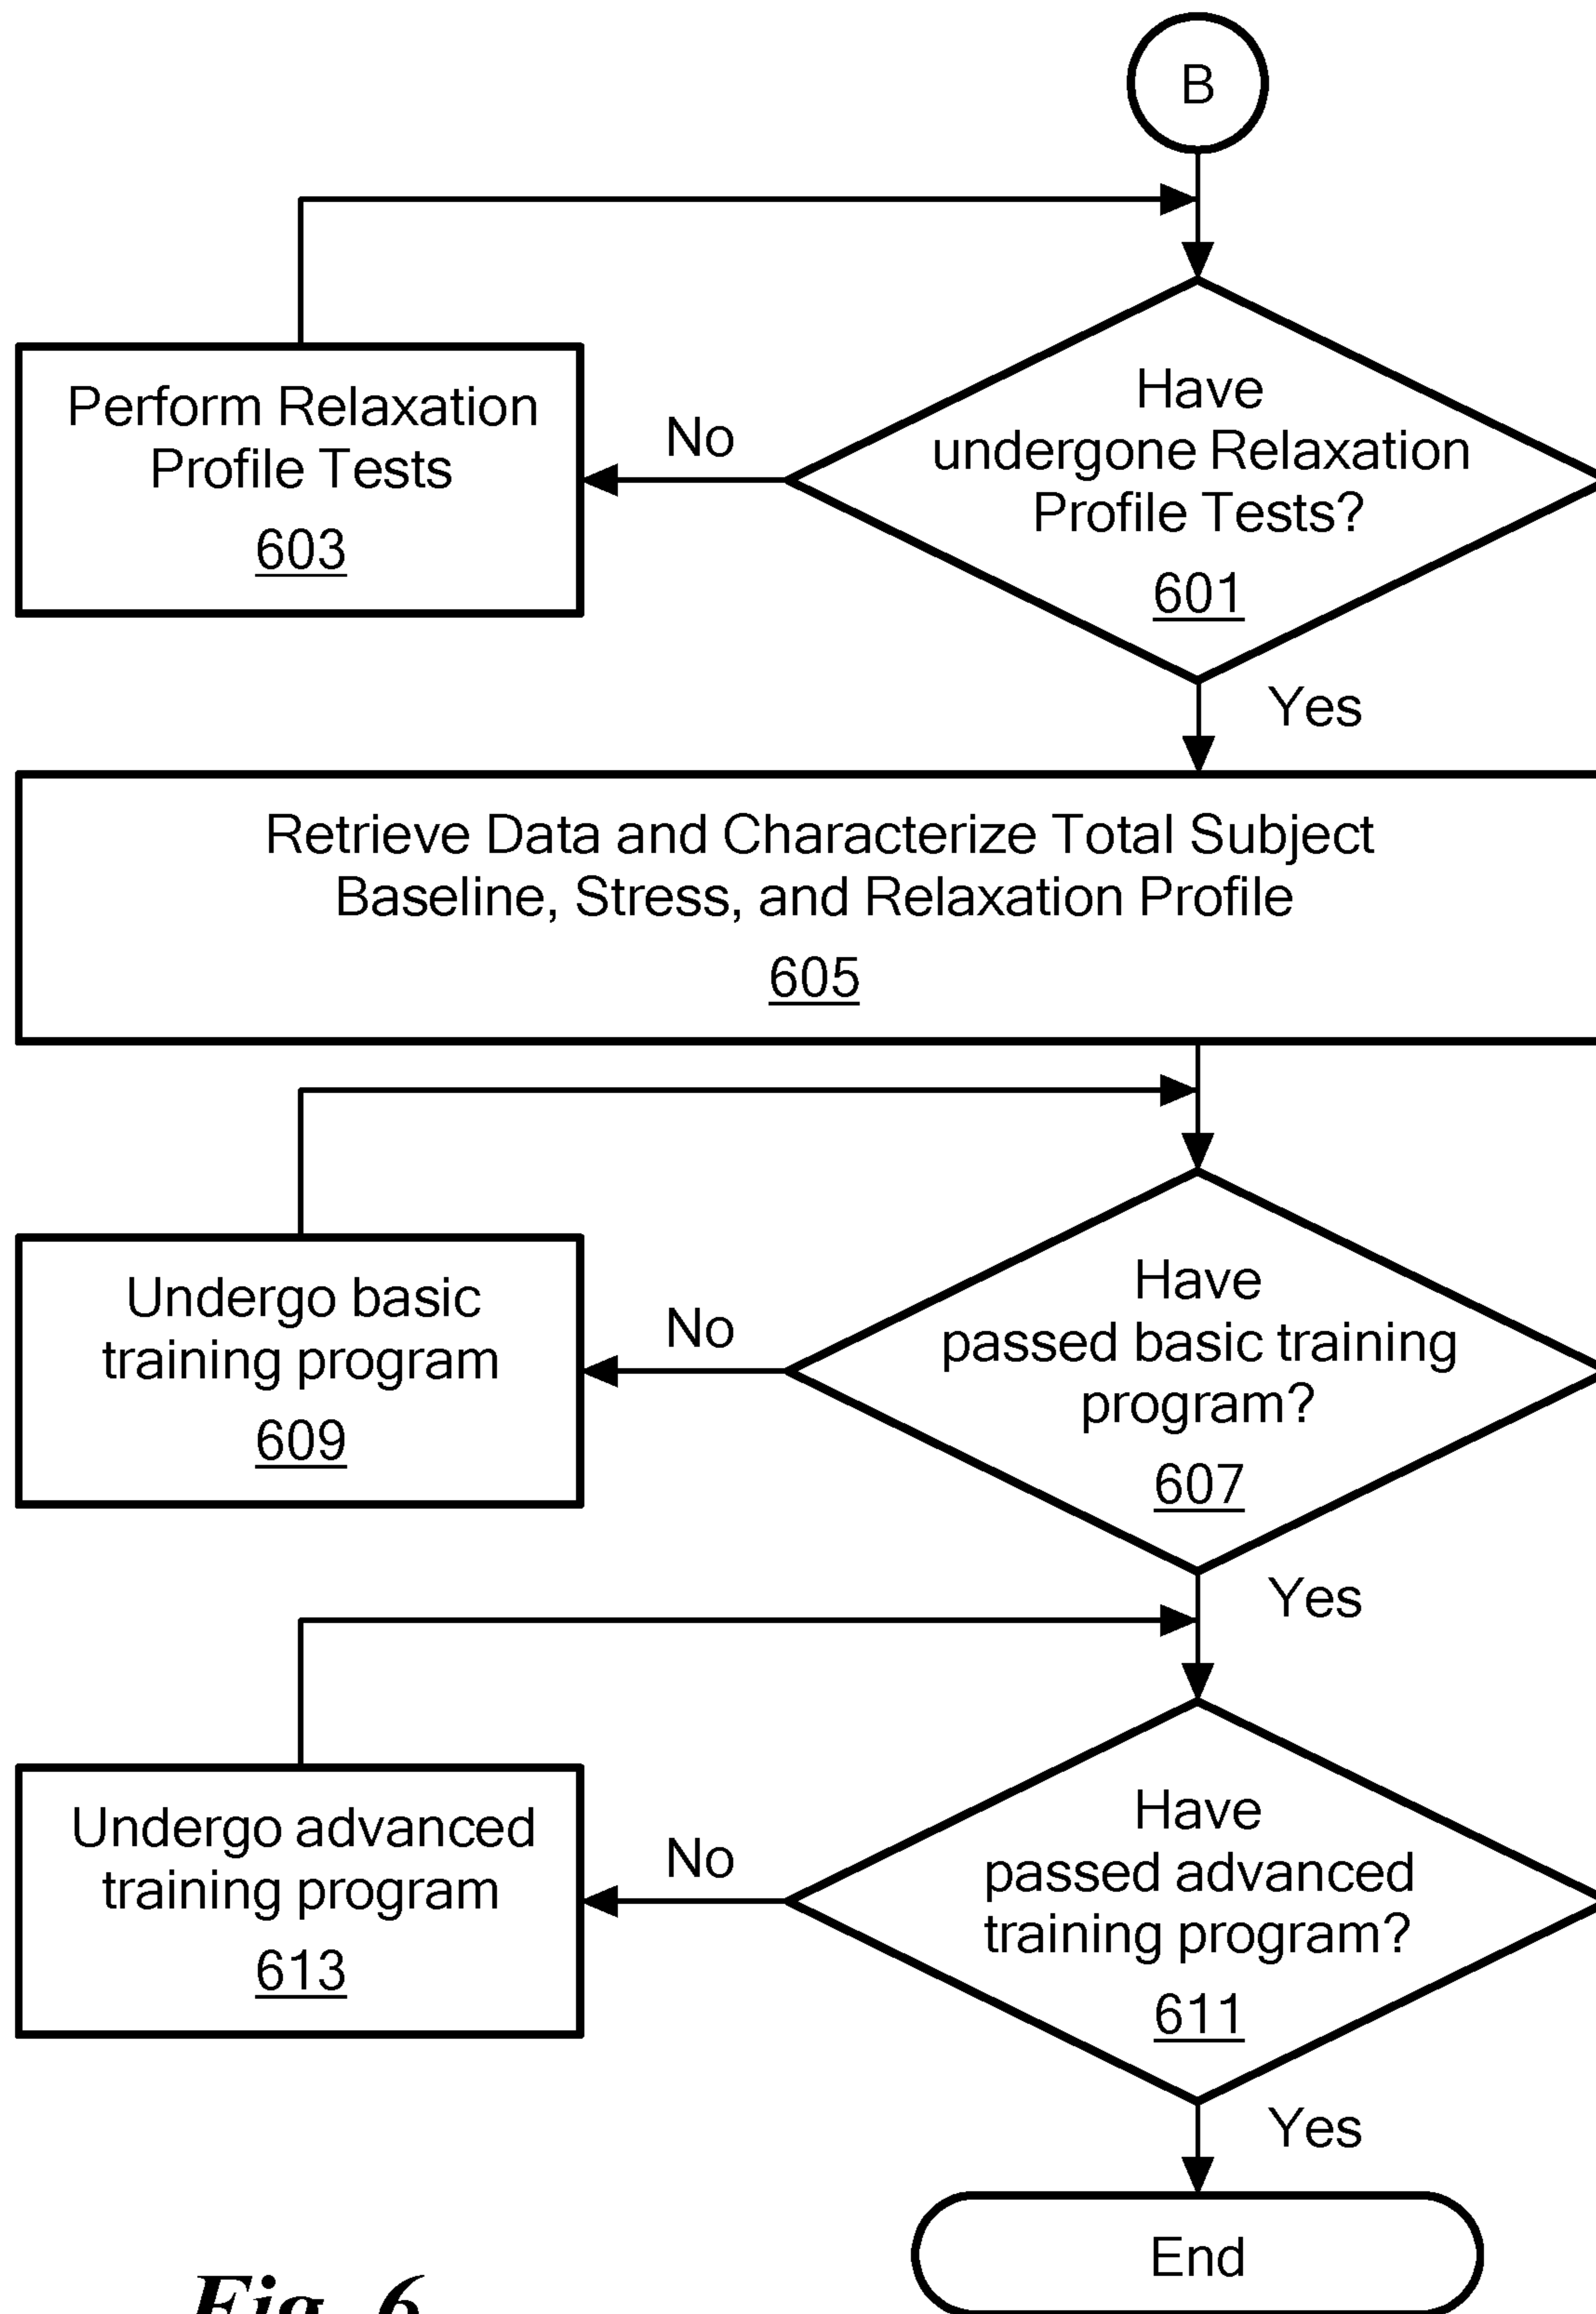 B
Have
undergone Relaxation
Profile Tests?
601
No
Perform Relaxation
Profile Tests
603
Yes
Retrieve Data and Characterize Total Subject
Baseline, Stress, and Relaxation Profile
605
Have
passed basic training
program?
607
No
Undergo basic
training program
609
Yes
Have
passed advanced
training program?
611
No
Undergo advanced
training program
613
Yes
End
Fig. 6